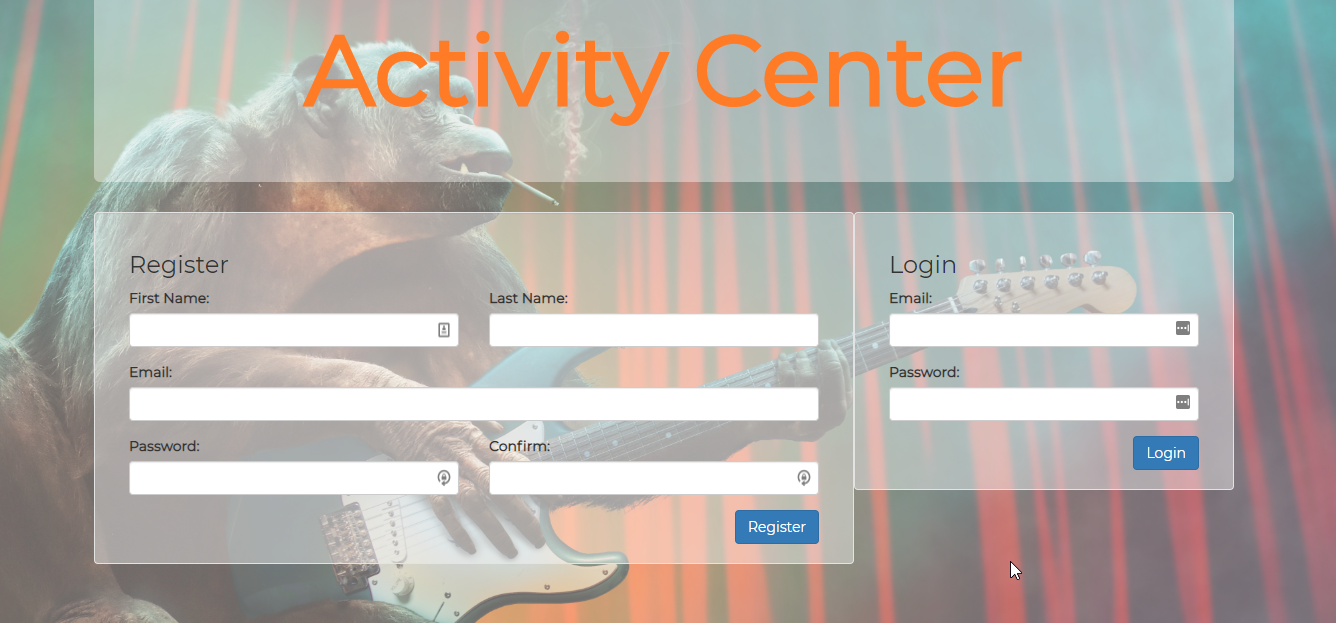 Activity Center
Register
First Name:
Last Name:
Email:
Password:
Confirm:
Register
Login
Email:
Password:
Login